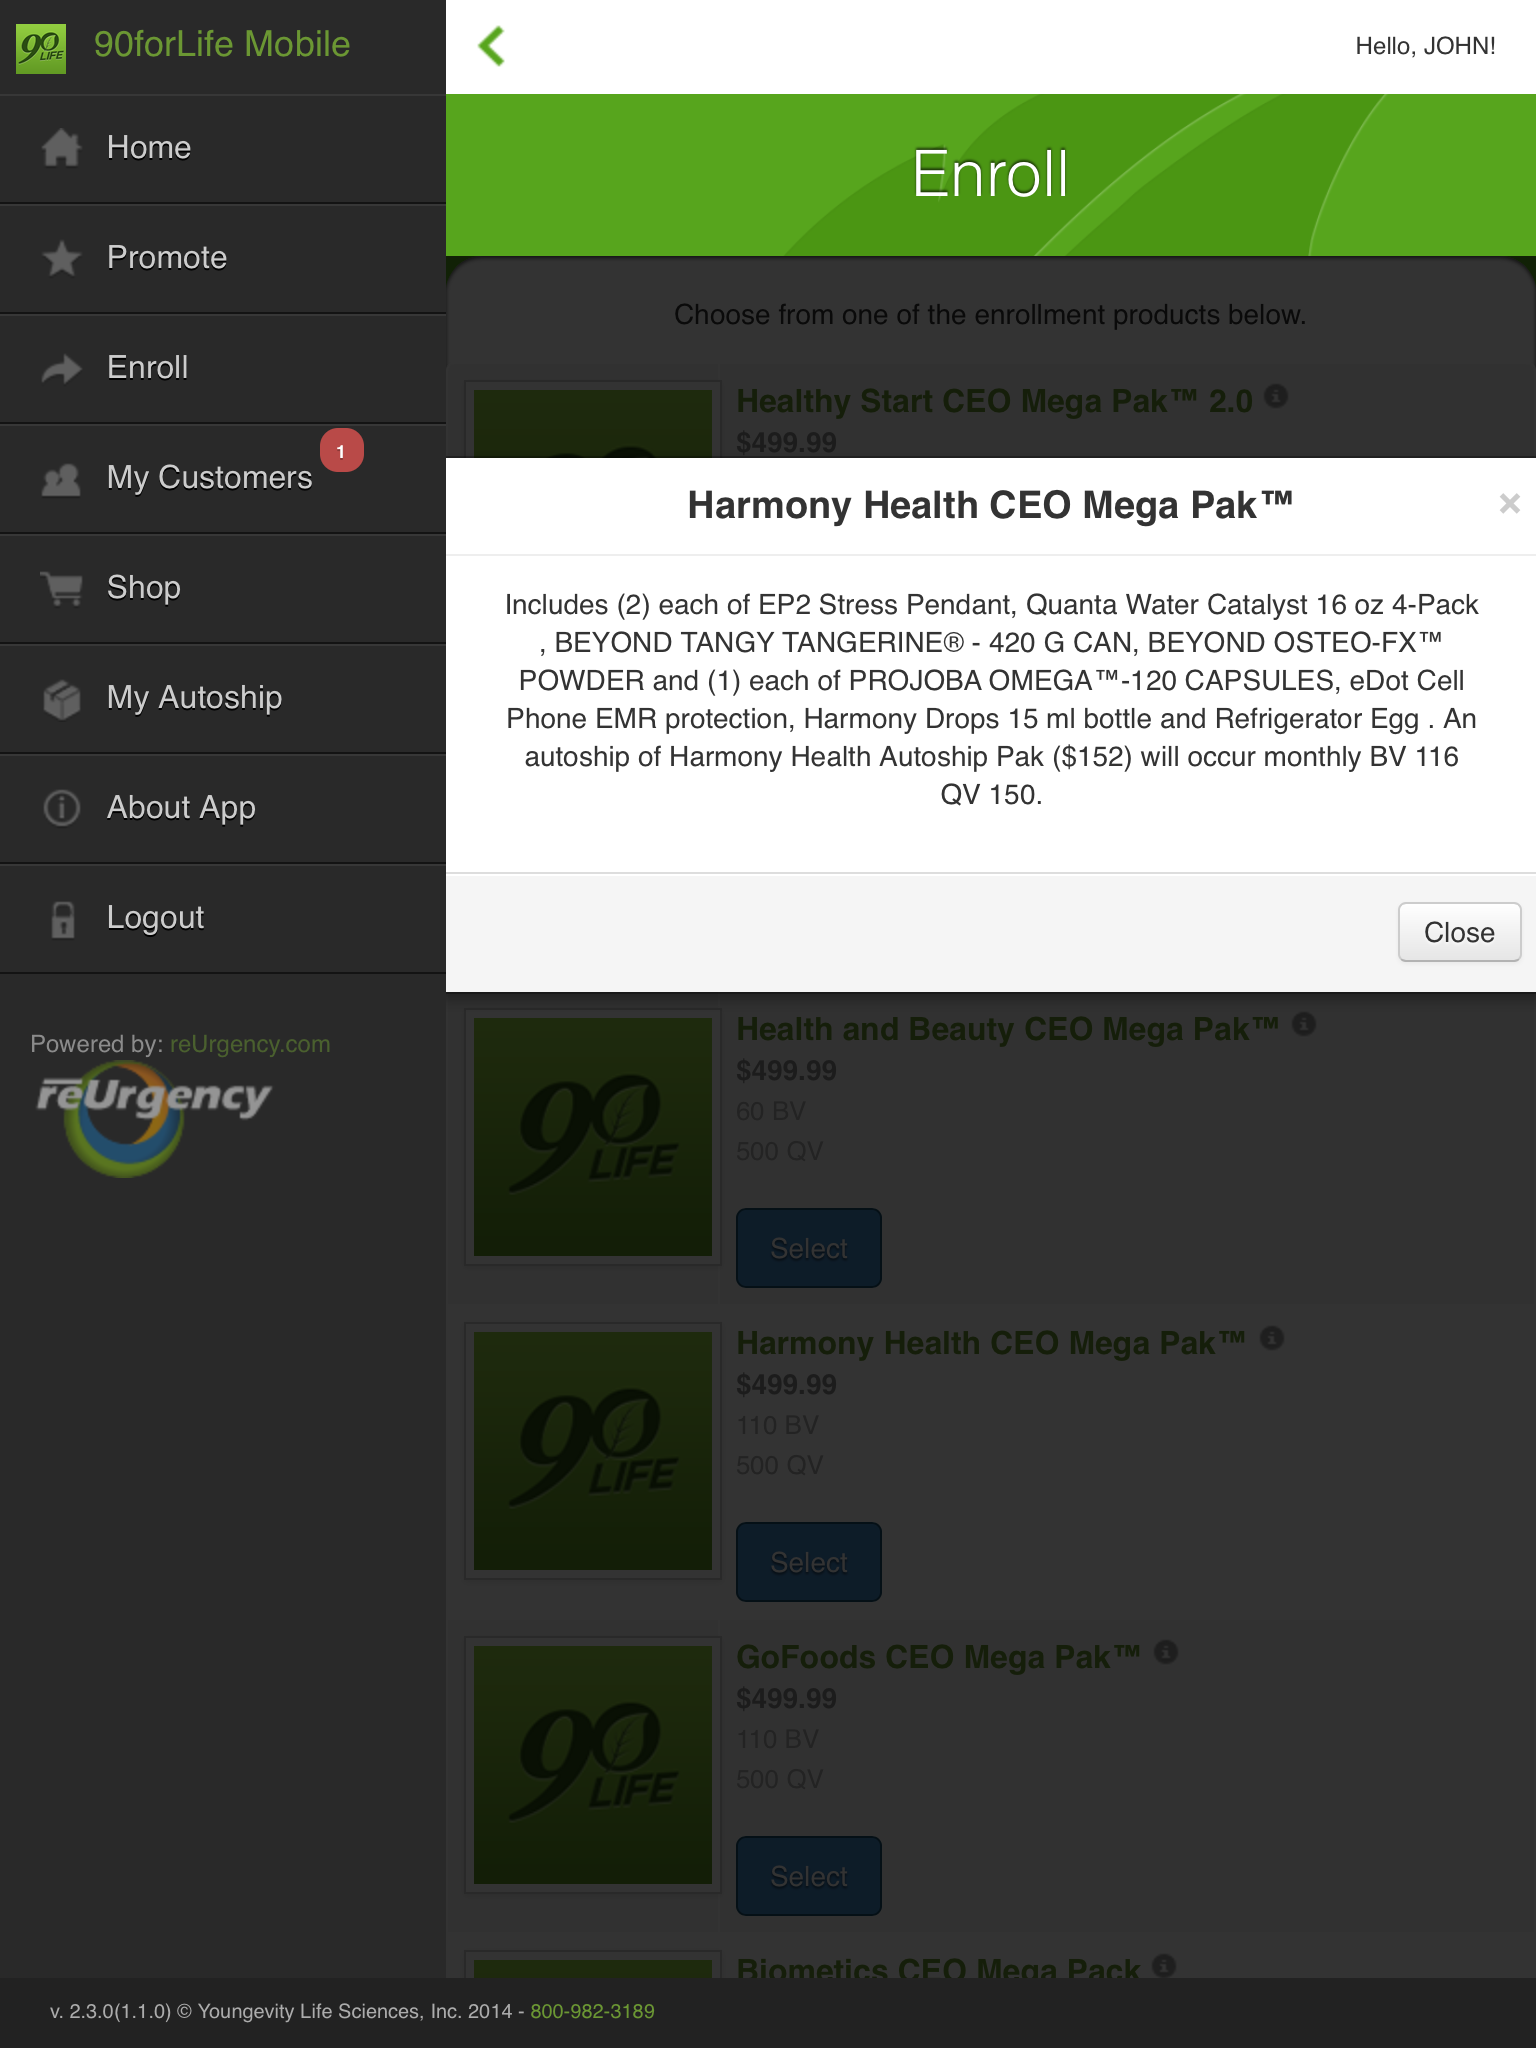 90 LIFE
90forLife Mobile
Home
Promote
Enroll
My Customers
1
Shop
My Autoship
About App
Logout
Powered by: reUrgency.com
reUrgency
Hello, JOHN!
Enroll
Choose from one of the enrollment products below.
Healthy Start CEO Mega Pak™ 2.0
$499.99
Harmony Health CEO Mega Pak™
×
Includes (2) each of EP2 Stress Pendant, Quanta Water Catalyst 16 oz 4-Pack
, BEYOND TANGY TANGERINE® - 420 G CAN, BEYOND OSTEO-FX™
POWDER and (1) each of PROJOBA OMEGA™-120 CAPSULES, eDot Cell
Phone EMR protection, Harmony Drops 15 ml bottle and Refrigerator Egg . An
autoship of Harmony Health Autoship Pak ($152) will occur monthly BV 116
QV 150.
Close
90 LIFE
Health and Beauty CEO Mega Pak™
$499.99
60 BV
500 QV
Select
90 LIFE
Harmony Health CEO Mega Pak™
$499.99
110 BV
500 QV
Select
90 LIFE
GoFoods CEO Mega Pak™
$499.99
110 BV
500 QV
Select
Biometics CEO Mega Pack
v. 2.3.0(1.1.0) © Youngevity Life Sciences, Inc. 2014 - 800-982-3189